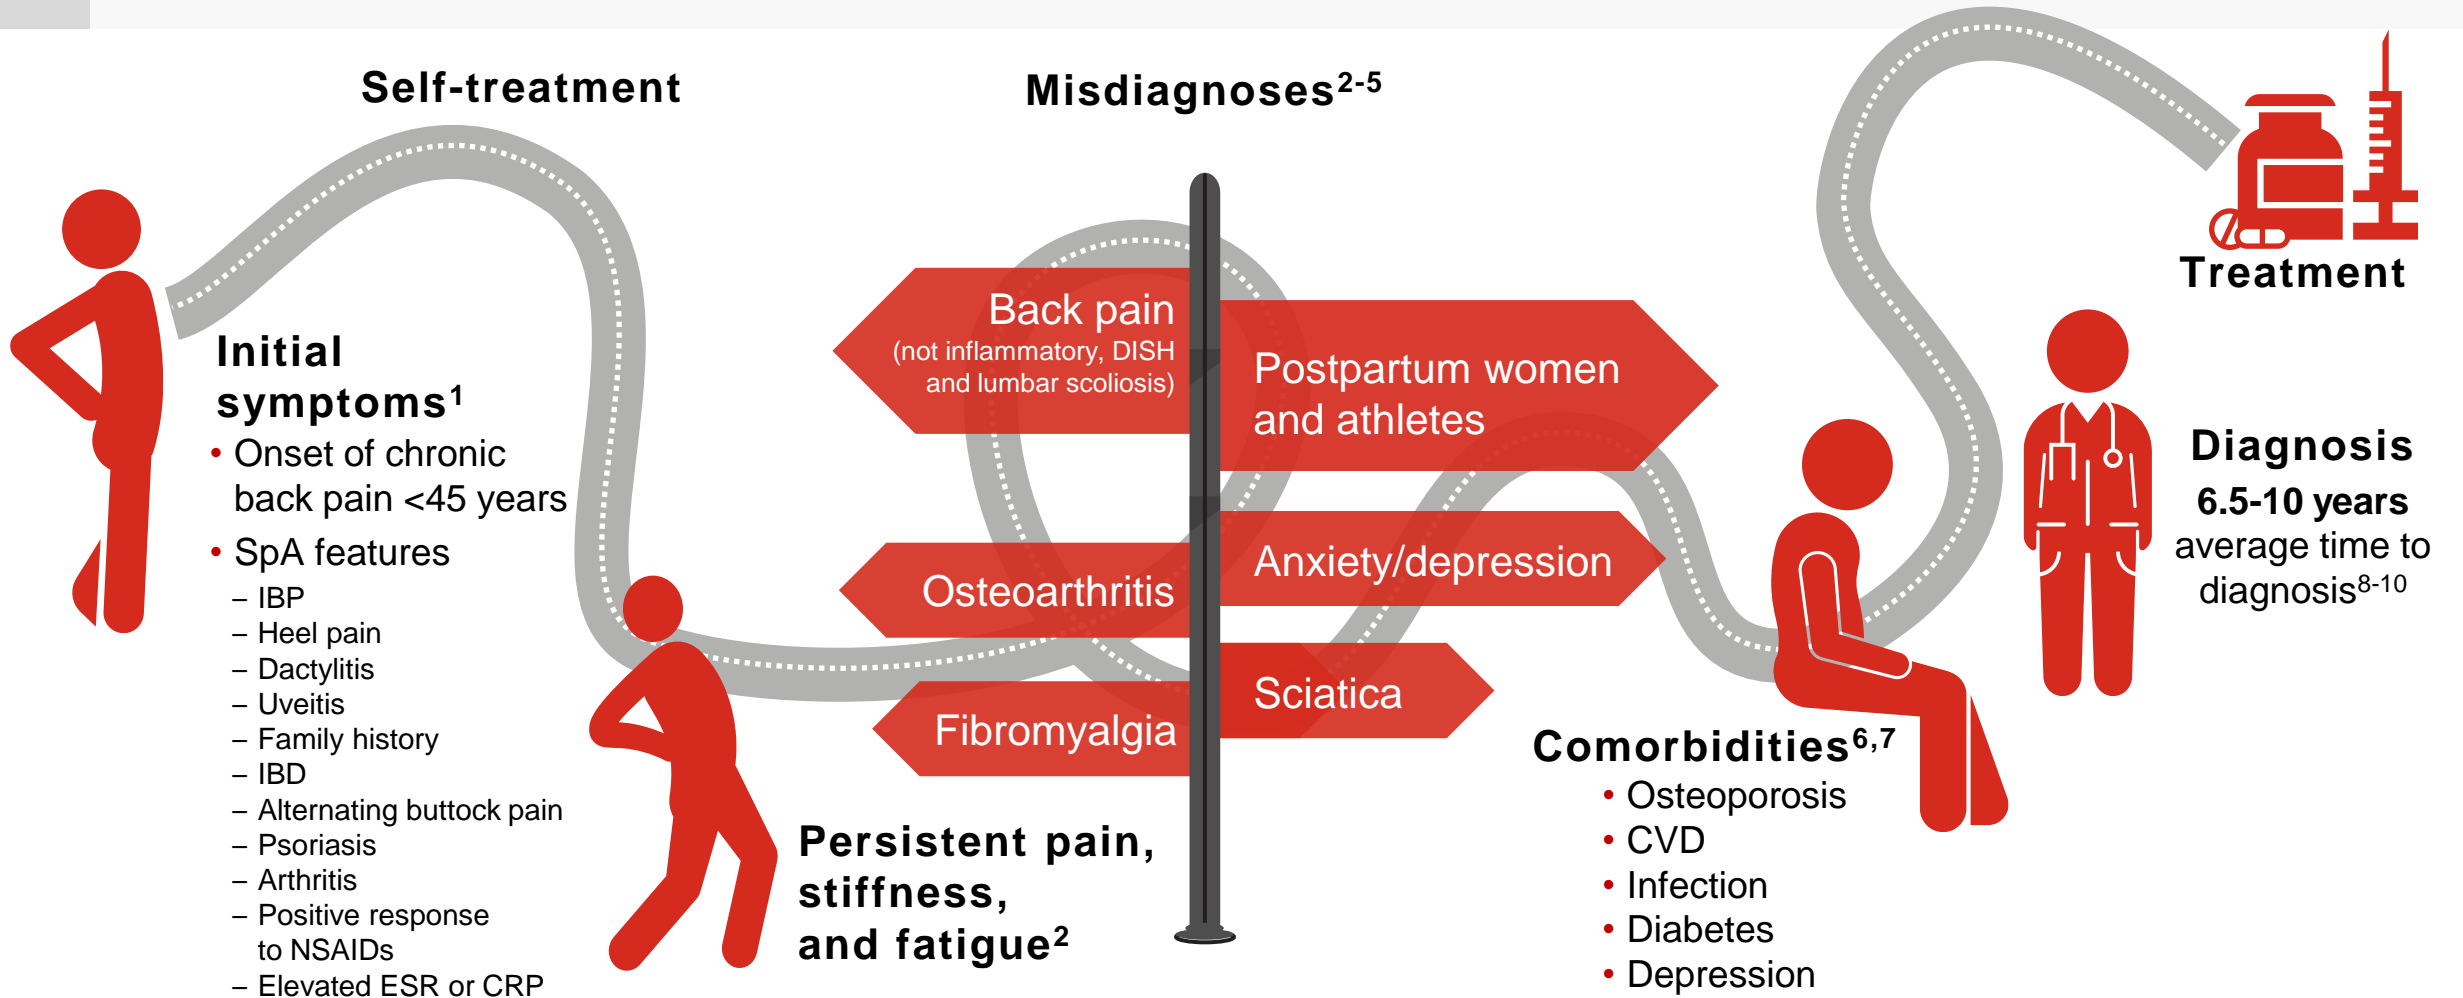 Self-treatment
Misdiagnoses2-5
Treatment
Initial
symptoms1
• Onset of chronic
back pain <45 years
• SpA features
– IBP
– Heel pain
– Dactylitis
– Uveitis
– Family history
– IBD
– Alternating buttock pain
– Psoriasis
– Arthritis
– Positive response
to NSAIDs
– Elevated ESR or CRP
Persistent pain,
stiffness,
and fatigue2
Back pain
(not inflammatory, DISH
and lumbar scoliosis)
Osteoarthritis
Fibromyalgia
Postpartum women
and athletes
Anxiety/depression
Sciatica
Comorbidities6,7
• Osteoporosis
• CVD
• Infection
• Diabetes
• Depression
Diagnosis
6.5-10 years
average time to
diagnosis8-10